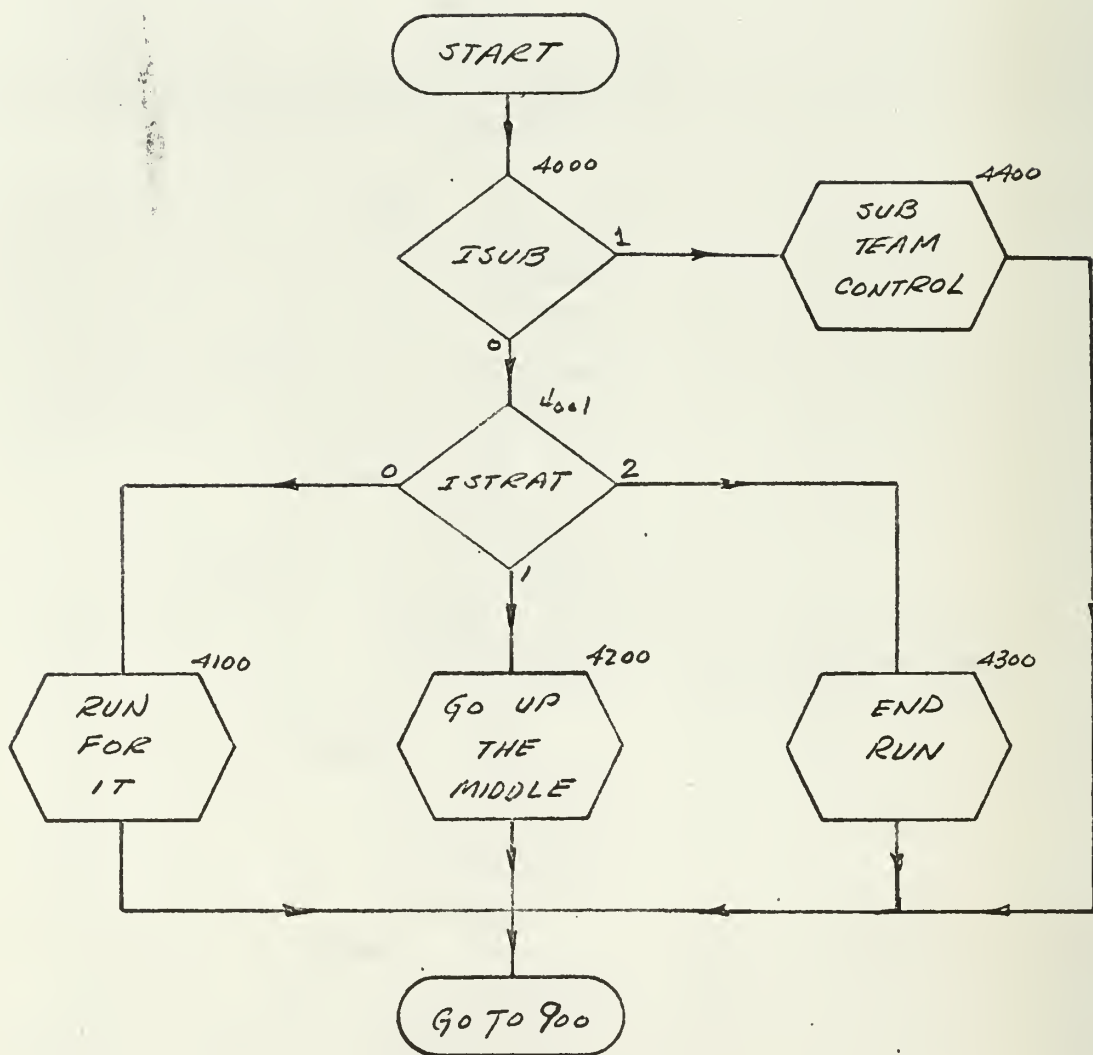 START
4000
ISUB
1
0
4400
SUB
TEAM
CONTROL
4001
ISTRAT
0
2
1
4100
RUN
FOR
IT
4200
GO UP
THE
MIDDLE
4300
END
RUN
GO TO 900